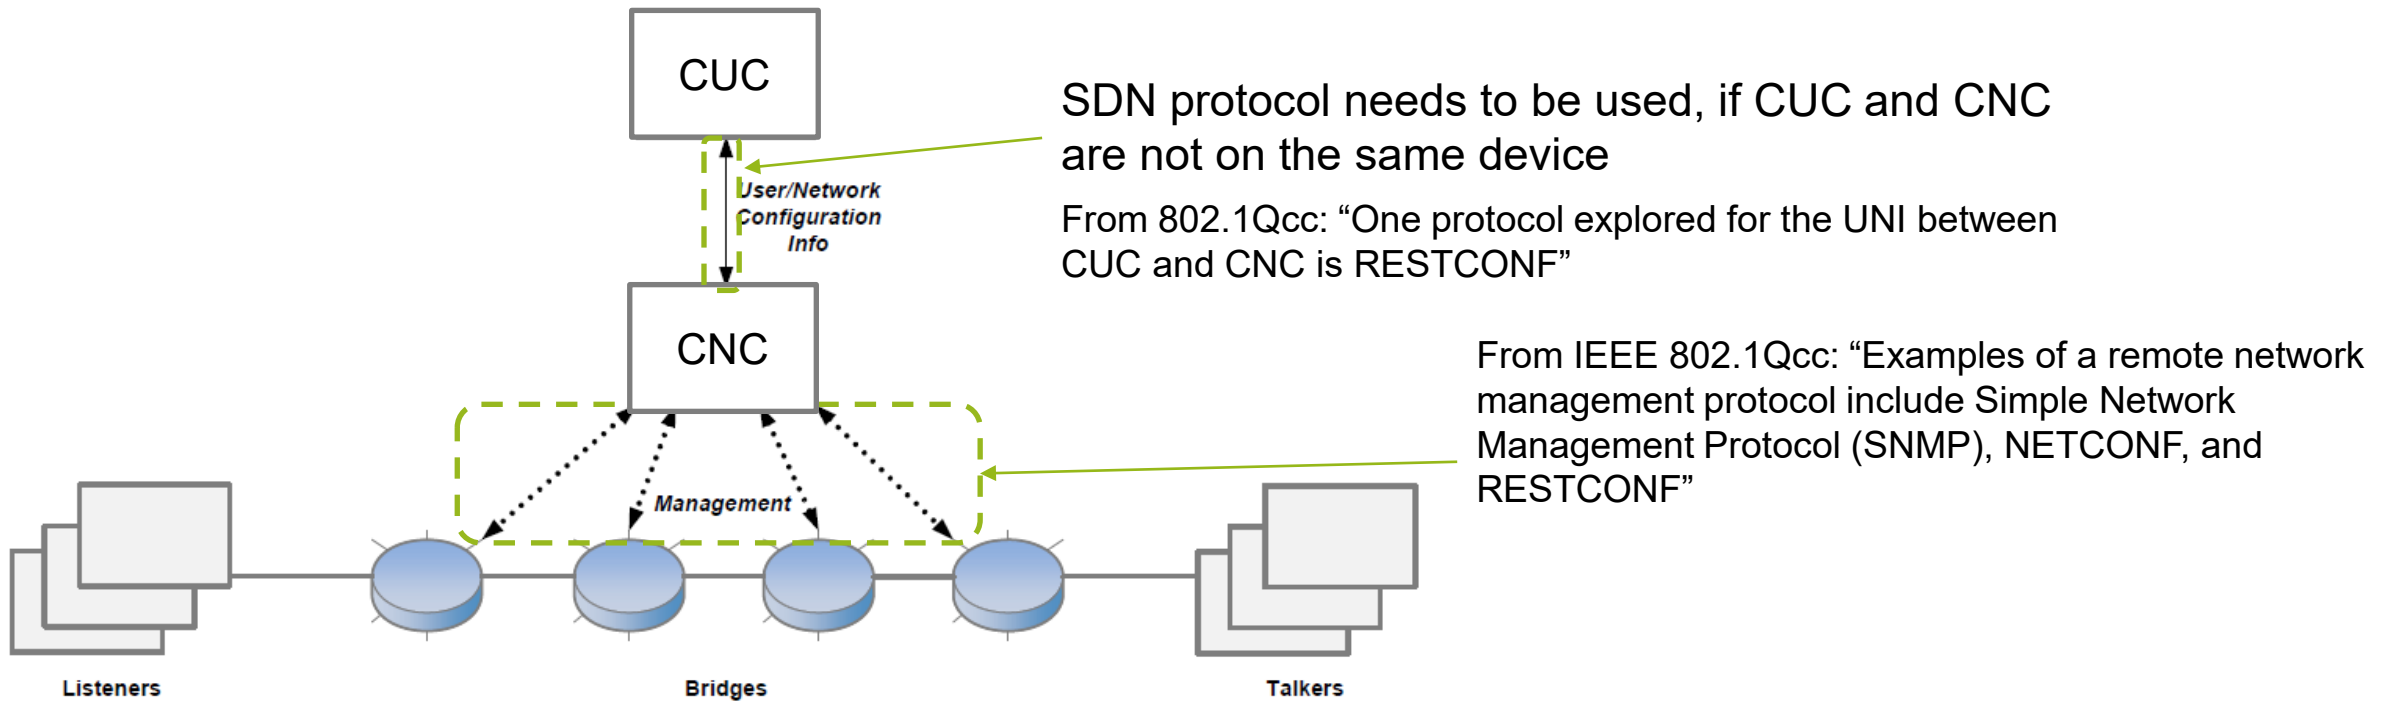 CUC
SDN protocol needs to be used, if CUC and CNC
are not on the same device
User/Network
Configuration
Info
From 802.1Qcc: “One protocol explored for the UNI between
CUC and CNC is RESTCONF”
CNC
From IEEE 802.1Qcc: “Examples of a remote network
management protocol include Simple Network
Management Protocol (SNMP), NETCONF, and
RESTCONF”
Management
Listeners
Bridges
Talkers